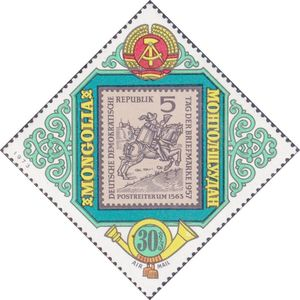 MONGOLIA
DEUTSCHE DEMOKRATISCHE
REPUBLIK
5
TAG DER BRIEFMARKE 1957
POSTREITER UM 1563
МОНГОЛ ШУУДАН
30
AIR MAIL